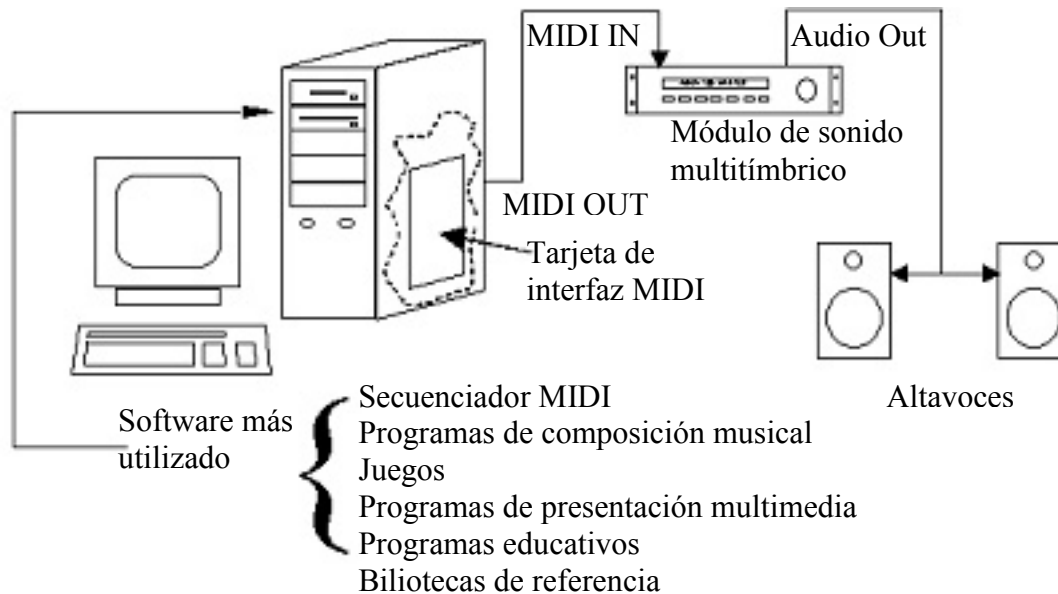 MIDI IN
Audio Out
Módulo de sonido
multitímbrico
MIDI OUT
Tarjeta de
interfaz MIDI
Altavoces
Software más
utilizado
Secuenciador MIDI
Programas de composición musical
Juegos
Programas de presentación multimedia
Programas educativos
Biliotecas de referencia